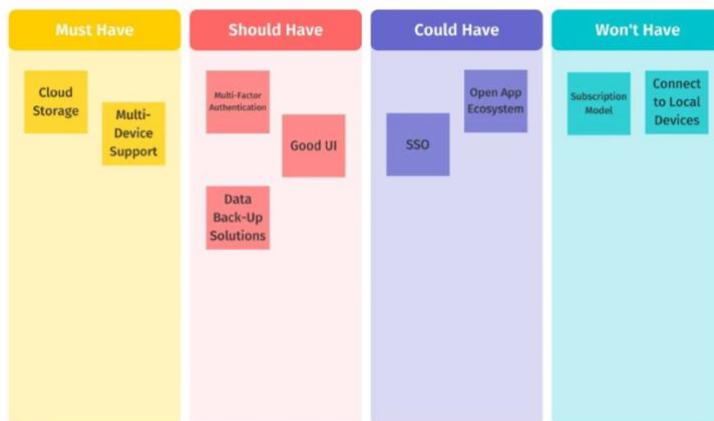 Must Have
Should Have
Could Have
Won't Have
Cloud
Storage
Multi-
Device
Support
Multi-Factor
Authentication
Good UI
Data
Back-Up
Solutions
SSO
Open App
Ecosystem
Subscription
Model
Connect
to Local
Devices